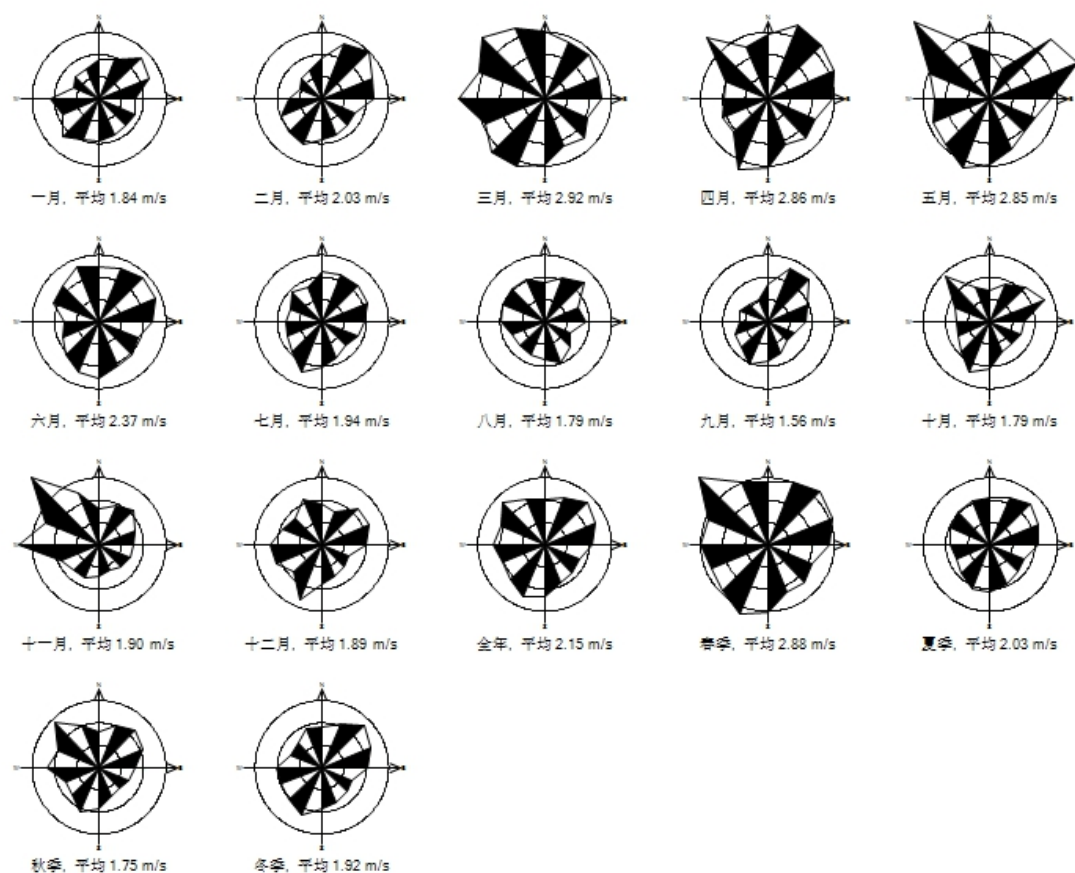 N
一月, 平均 1.84 m/s
N
二月, 平均 2.03 m/s
N
三月, 平均 2.92 m/s
N
四月, 平均 2.86 m/s
N
五月, 平均 2.85 m/s
N
六月, 平均 2.37 m/s
N
七月, 平均 1.94 m/s
N
八月, 平均 1.79 m/s
N
九月, 平均 1.56 m/s
N
十月, 平均 1.79 m/s
N
十一月, 平均 1.90 m/s
N
十二月, 平均 1.89 m/s
N
全年, 平均 2.15 m/s
N
春季, 平均 2.88 m/s
N
夏季, 平均 2.03 m/s
N
秋季, 平均 1.75 m/s
N
冬季, 平均 1.92 m/s